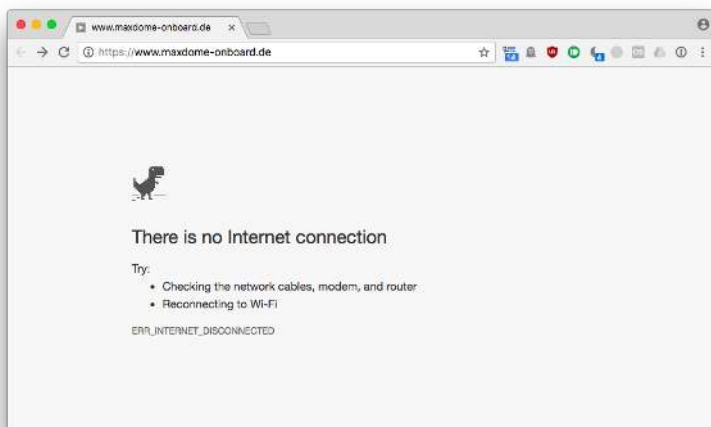 www.maxdome-onboard.de
https://www.maxdome-onboard.de
There is no Internet connection
Try:
• Checking the network cables, modem, and router
• Reconnecting to Wi-Fi
ERR_INTERNET_DISCONNECTED